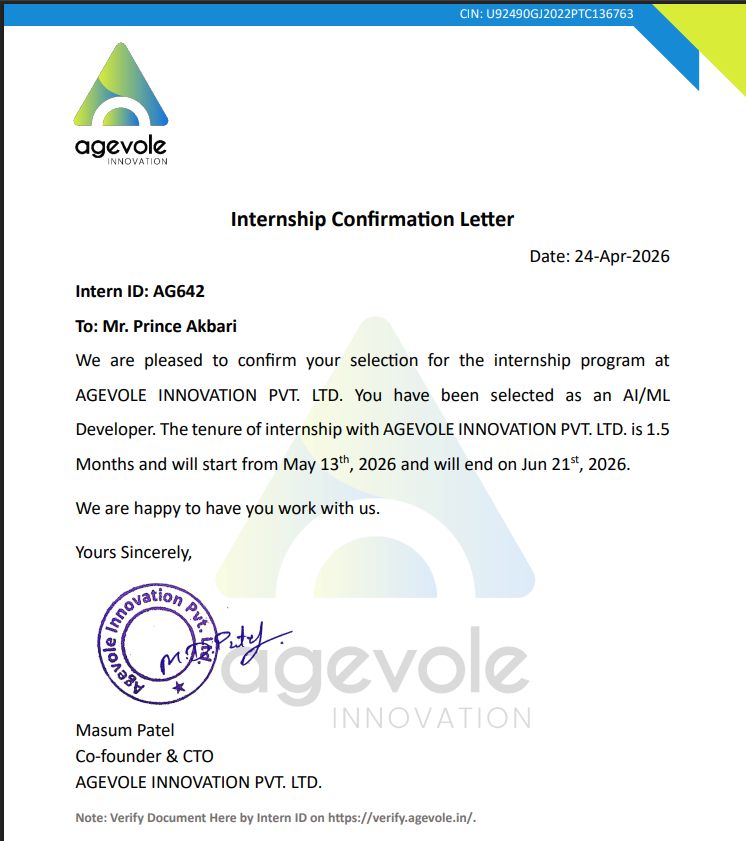 CIN: U92490GJ2022PTC136763
agevole
INNOVATION
Internship Confirmation Letter
Date: 24-Apr-2026
Intern ID: AG642
To: Mr. Prince Akbari
We are pleased to confirm your selection for the internship program at
AGEVOLE INNOVATION PVT. LTD. You have been selected as an AI/ML
Developer. The tenure of internship with AGEVOLE INNOVATION PVT. LTD. is 1.5
Months and will start from May 13th, 2026 and will end on Jun 21st, 2026.
We are happy to have you work with us.
Yours Sincerely,
Agevole Innovation Pvt. Ltd.
M.D.Patel.
agevole
INNOVATION
Masum Patel
Co-founder & CTO
AGEVOLE INNOVATION PVT. LTD.
Note: Verify Document Here by Intern ID on https://verify.agevole.in/.